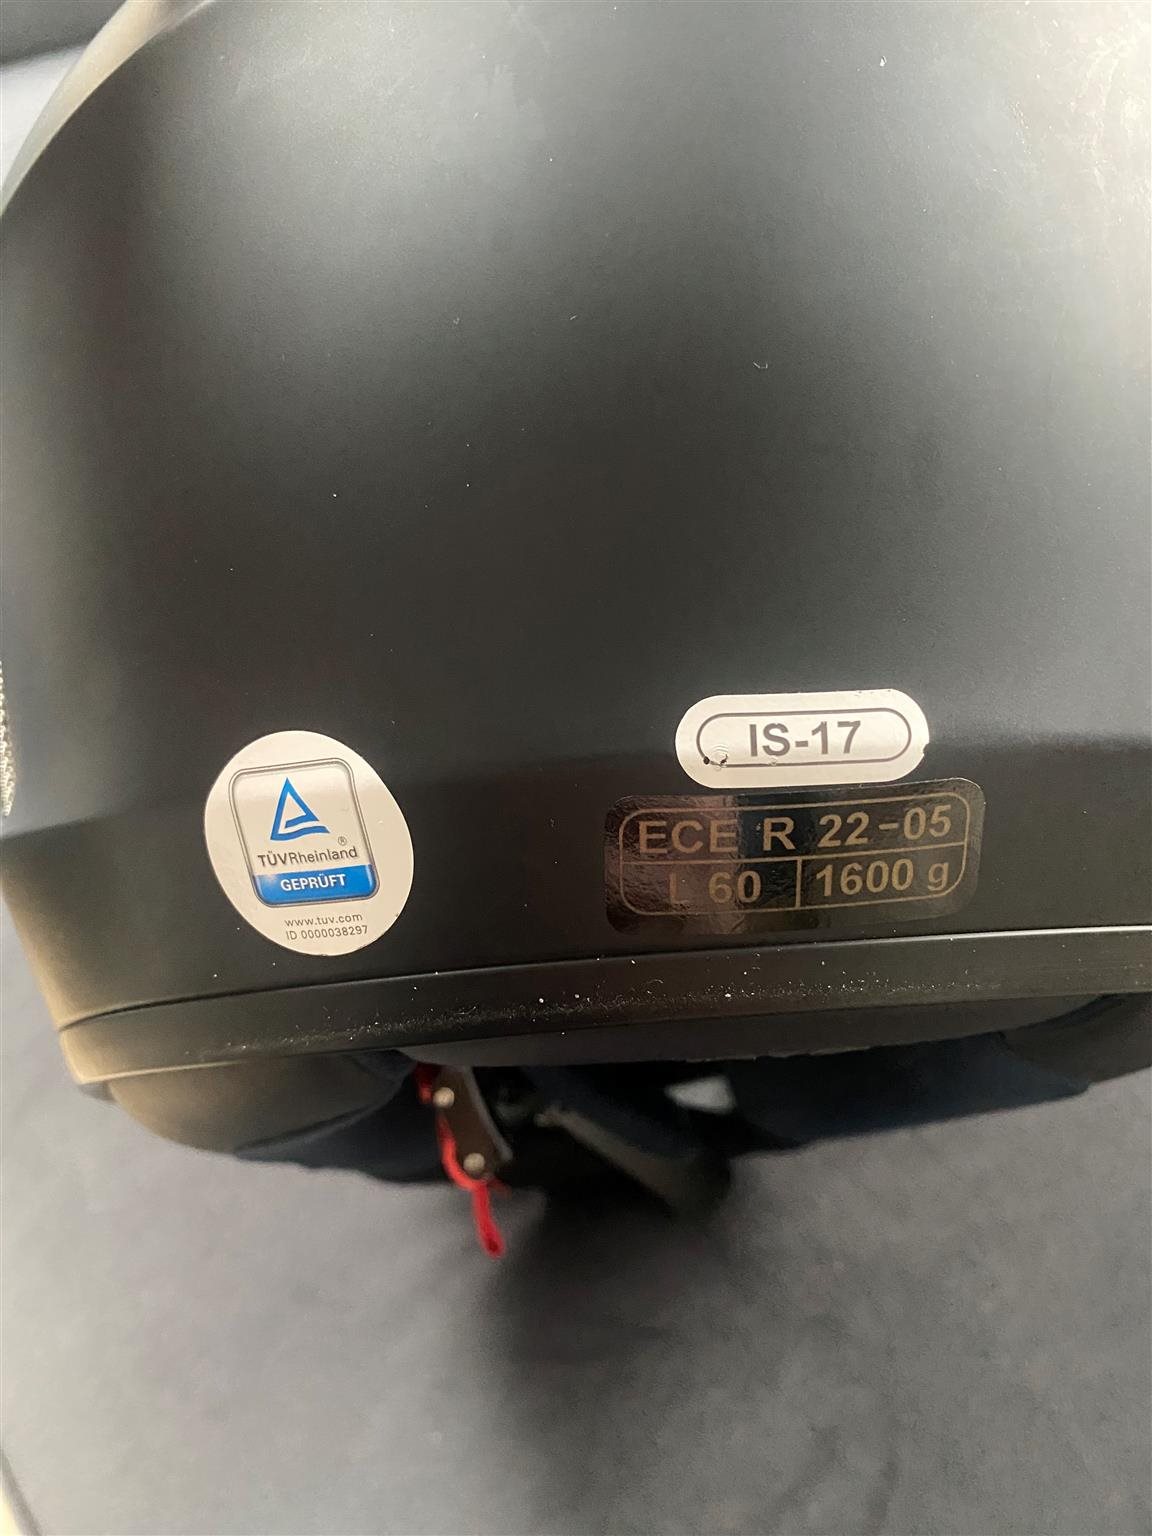 IS-17
ECE R 22-05
L 60
1600 g
®
TÜVRheinland
GEPRÜFT
www.tuv.com
ID 0000038297